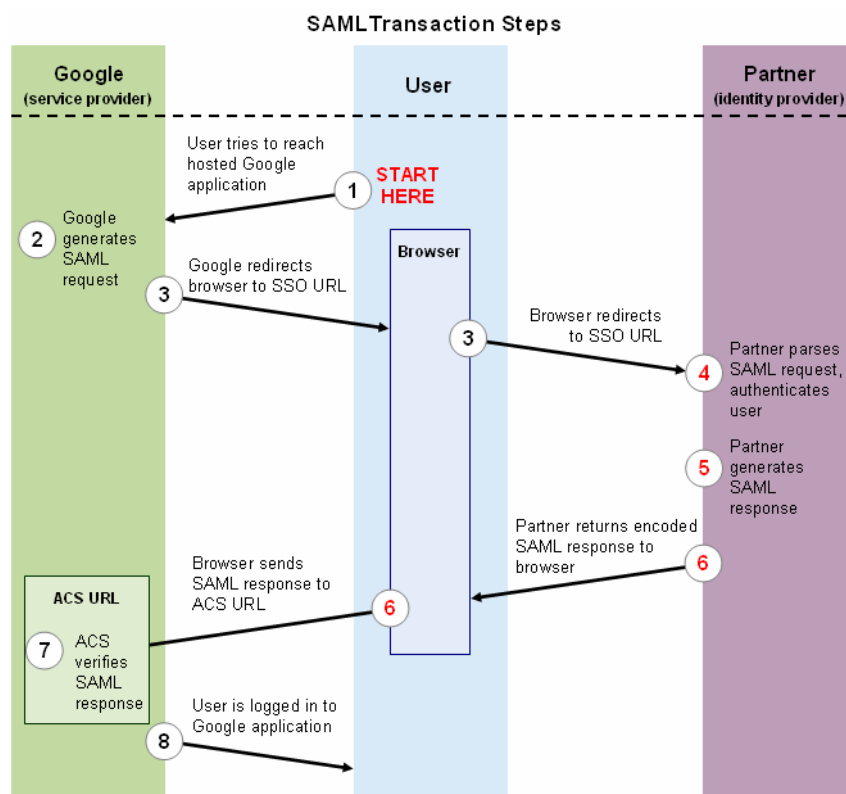 SAML Transaction Steps
Google
(service provider)
User
Partner
(identity provider)
User tries to reach
hosted Google
application
1
START
HERE
2
Google
generates
SAML
request
3
Google redirects
browser to SSO URL
Browser
3
Browser redirects
to SSO URL
4
Partner parses
SAML request,
authenticates
user
5
Partner
generates
SAML
response
Partner returns encoded
SAML response to
browser
6
Browser sends
SAML response to
ACS URL
6
ACS URL
7
ACS
verifies
SAML
response
8
User is logged in to
Google application